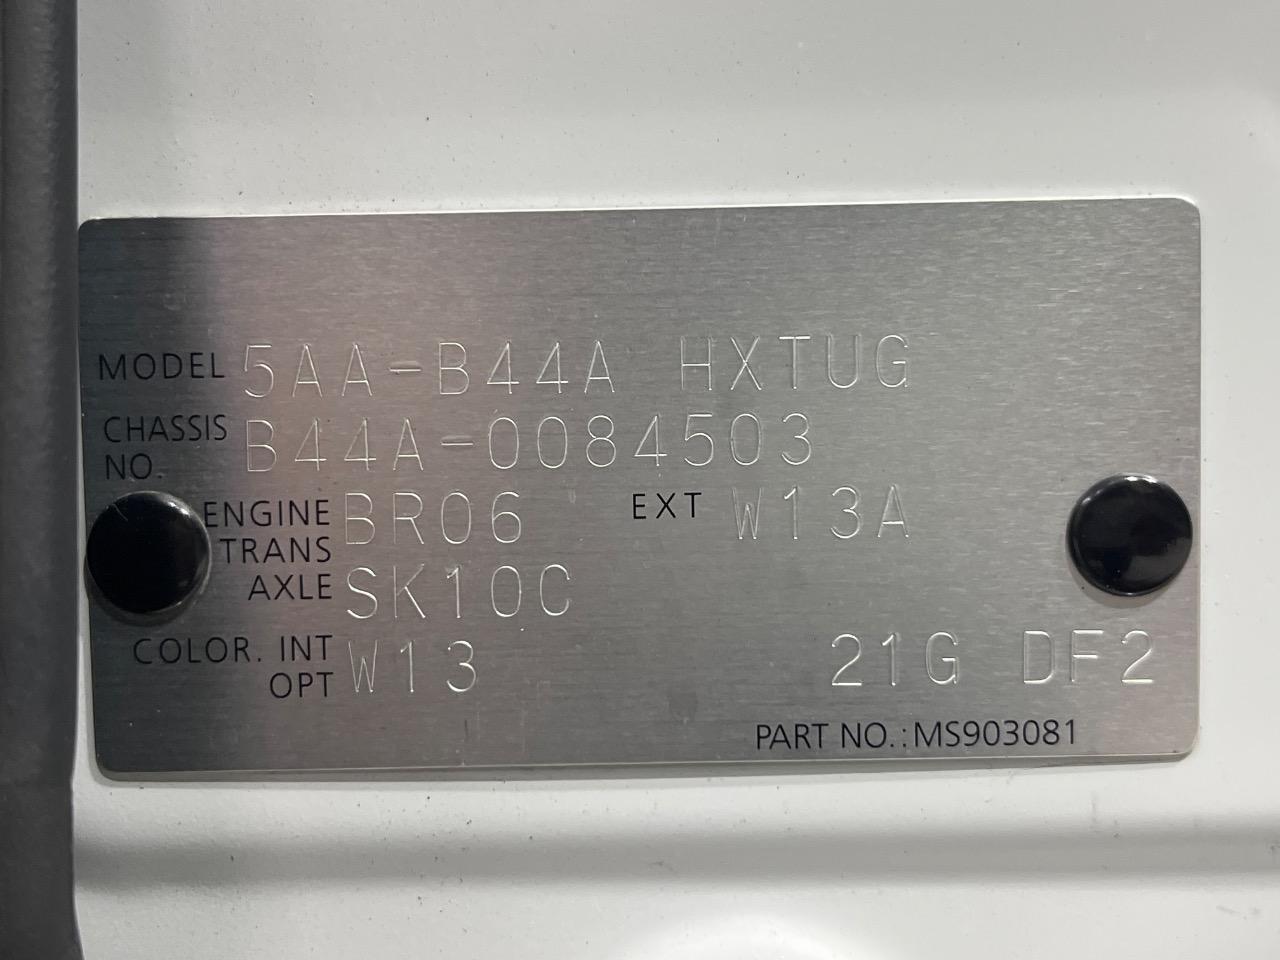 MODEL 5AA-B44A HXTUG
CHASSIS NO. B44A-0084503
ENGINE BR06 EXT W13A
TRANS AXLE SK10C
COLOR. INT W13
OPT 21G DF2
PART NO.: MS903081